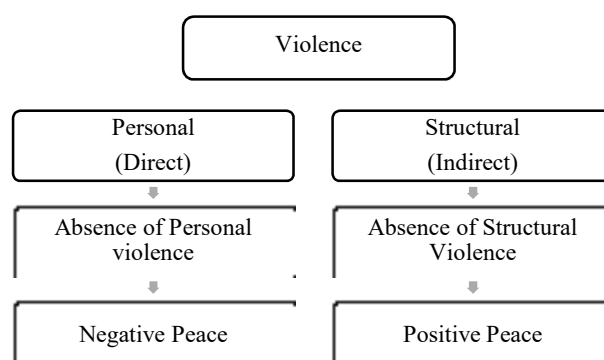 Violence
Personal
(Direct)
Structural
(Indirect)
Absence of Personal
violence
Absence of Structural
Violence
Negative Peace
Positive Peace